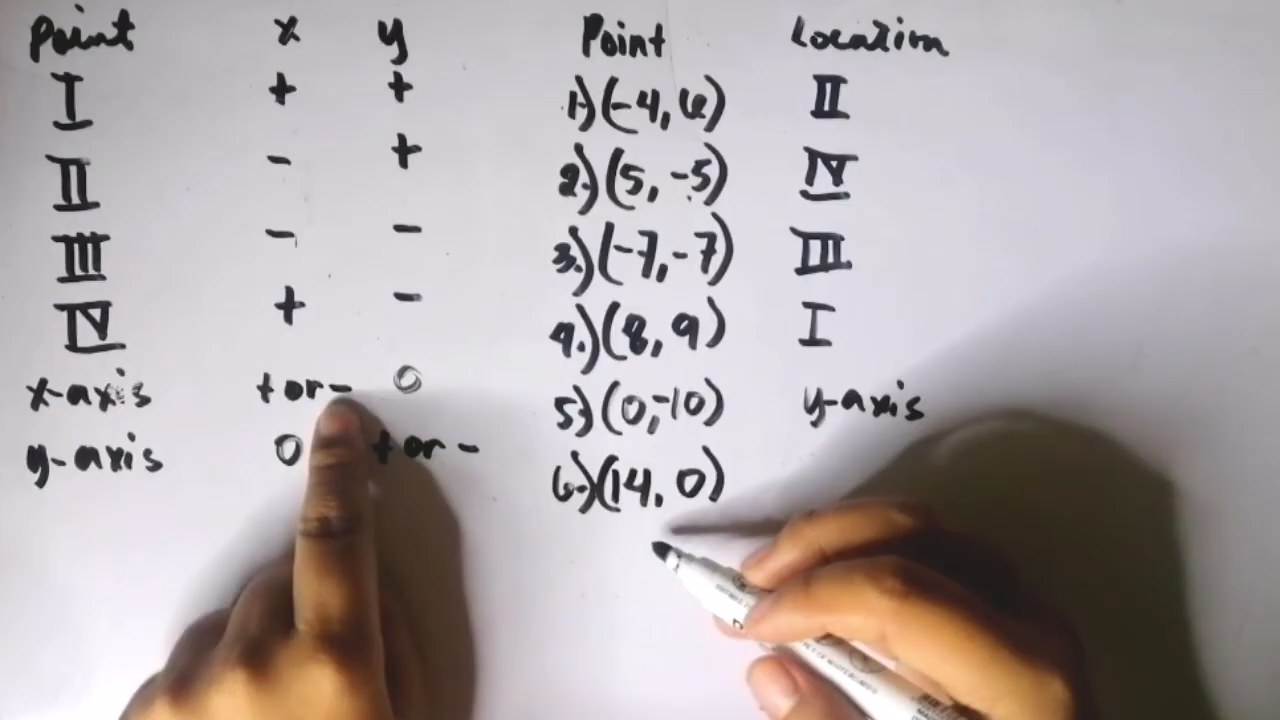 Point x y
I + +
II - +
III - -
IV + -
x-axis + or - 0
y-axis 0 + or -
Point Location
1.) (-4, 6) II
2.) (5, -5) IV
3.) (-7, -7) III
4.) (8, 9) I
5.) (0, -10) y-axis
6.) (14, 0)